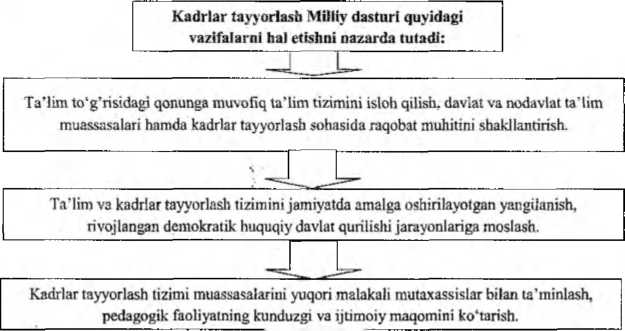 Kadrlar tayyorlash Milliy dasturi quyidagi
vazifalarni hal etishni nazarda tutadi:
Ta'lim to'g'risidagi qonunga muvofiq ta'lim tizimini isloh qilish, davlat va nodavlat ta'lim
muassasalari hamda kadrlar tayyorlash sohasida raqobat muhitini shakllantirish.
Ta'lim va kadrlar tayyorlash tizimini jamiyatda amalga oshirilayotgan yangilanish,
rivojlangan demokratik huquqiy davlat qurilishi jarayonlariga moslash.
Kadrlar tayyorlash tizimi muassasalarini yuqori malakali mutaxassislar bilan ta'minlash,
pedagogik faoliyatning kunduzgi va ijtimoiy maqomini ko'tarish.